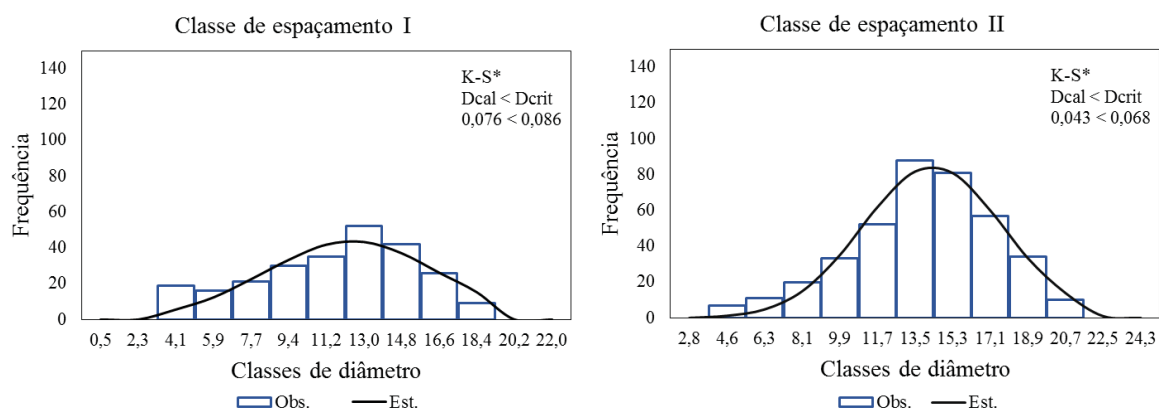 Classe de espaçamento I
140
120
100
80
60
40
20
0
Frequência
K-S*
Dcal < Dcrit
0,076 < 0,086
0,5 2,3 4,1 5,9 7,7 9,4 11,2 13,0 14,8 16,6 18,4 20,2 22,0
Classes de diâmetro
Obs. Est.
Classe de espaçamento II
140
120
100
80
60
40
20
0
Frequência
K-S*
Dcal < Dcrit
0,043 < 0,068
2,8 4,6 6,3 8,1 9,9 11,7 13,5 15,3 17,1 18,9 20,7 22,5 24,3
Classes de diâmetro
Obs. Est.